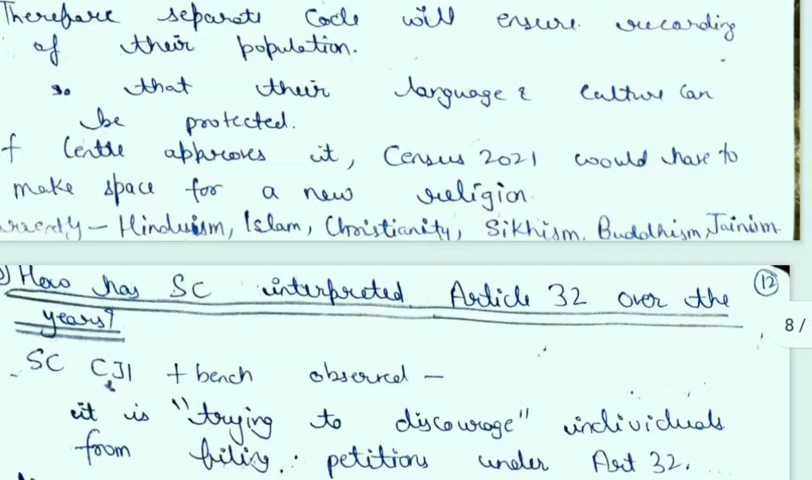 Therefore separate Code will ensure recording
of their population.
so that their language & culture can
be protected.
f Centre approves it, Census 2021 would have to
make space for a new religion.
rrently - Hinduism, Islam, Christianity, Sikhism, Buddhism, Jainism.
) How has SC interpreted Article 32 over the
years?
12
8/
SC CJI + bench observed -
it is "trying to discourage" individuals
from filing petitions under Art 32.